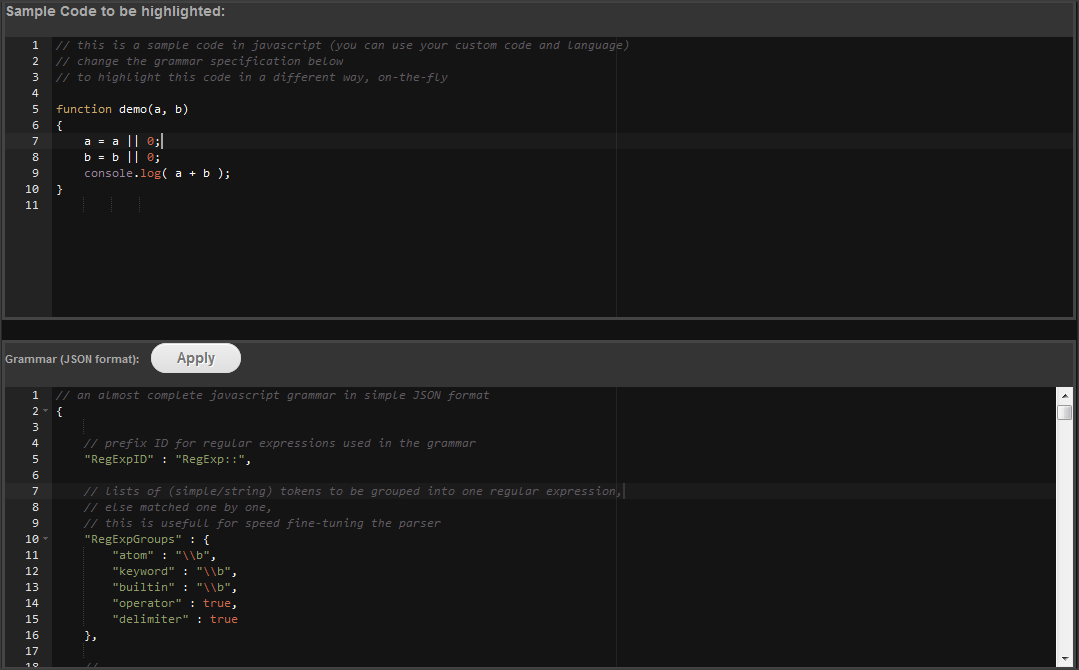 Sample Code to be highlighted:
1 // this is a sample code in javascript (you can use your custom code and language)
2 // change the grammar specification below
3 // to highlight this code in a different way, on-the-fly
4
5 function demo(a, b)
6 {
7 a = a || 0;
8 b = b || 0;
9 console.log( a + b );
10 }
11
Grammar (JSON format): Apply
1 // an almost complete javascript grammar in simple JSON format
2 {
3
4 // prefix ID for regular expressions used in the grammar
5 "RegExpID" : "RegExp::",
6
7 // lists of (simple/string) tokens to be grouped into one regular expression,
8 // else matched one by one,
9 // this is usefull for speed fine-tuning the parser
10 "RegExpGroups" : {
11 "atom" : "\\b",
12 "keyword" : "\\b",
13 "builtin" : "\\b",
14 "operator" : true,
15 "delimiter" : true
16 },
17
18 //